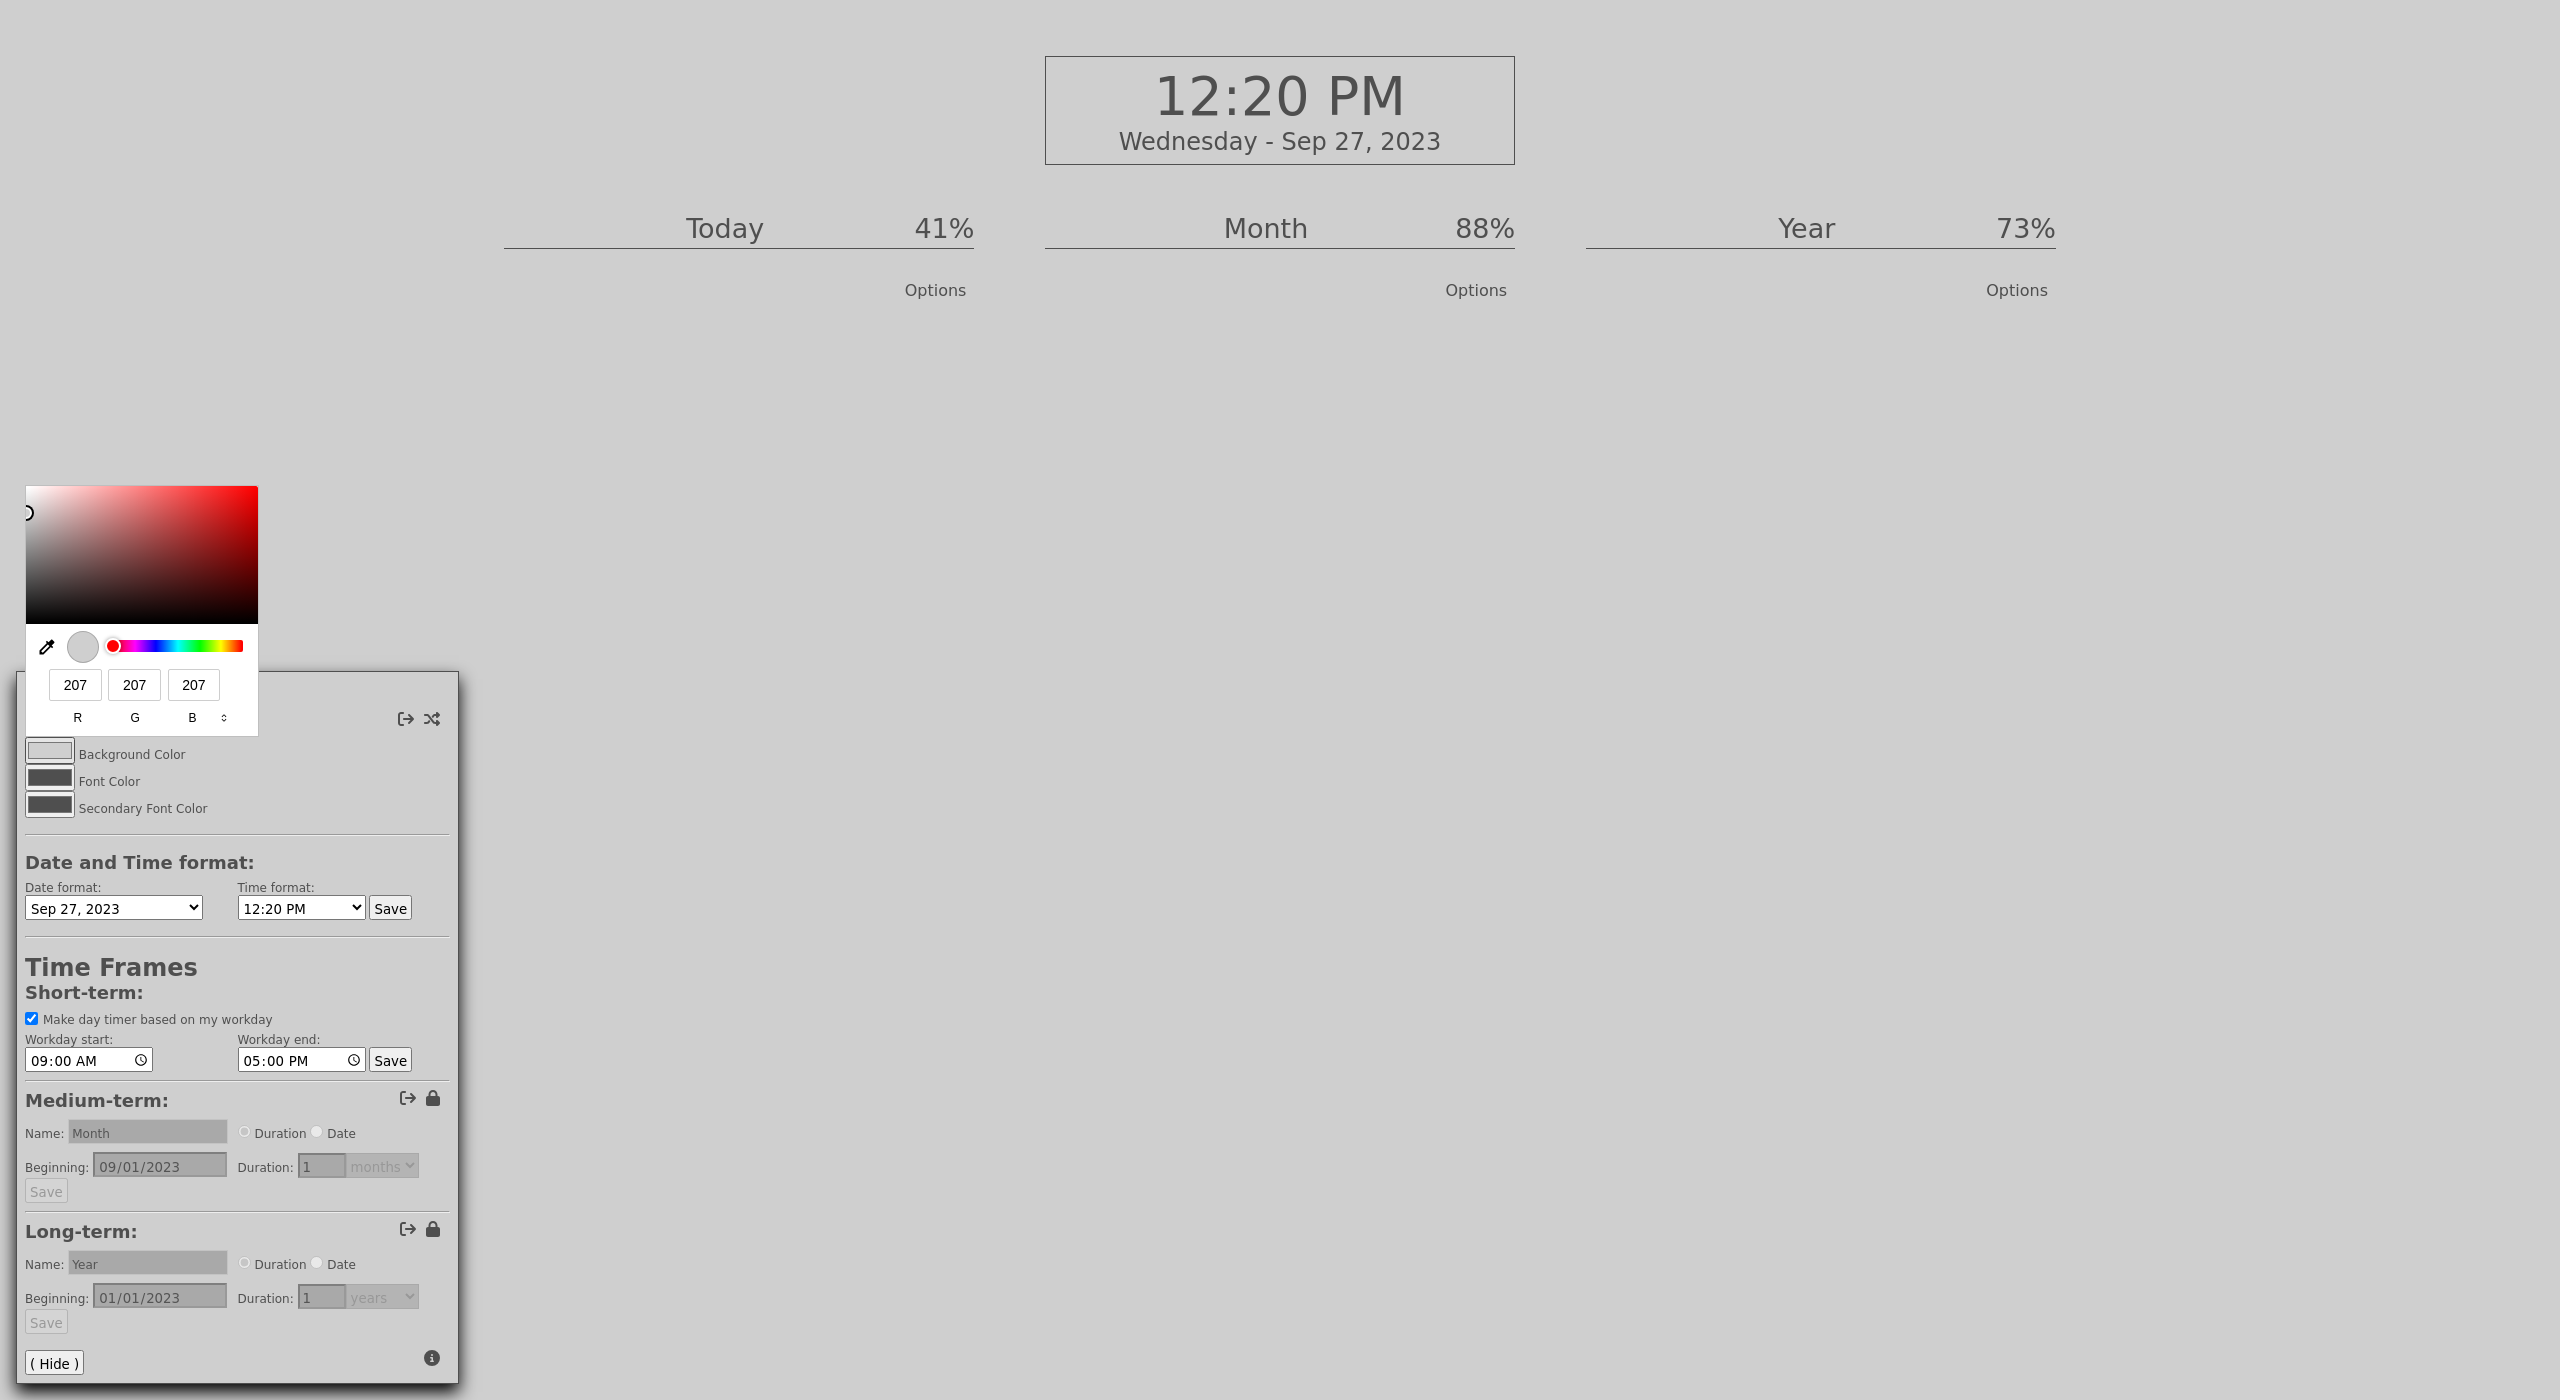 12:20 PM
Wednesday - Sep 27, 2023
Today 41%
Month 88%
Year 73%
Options
Options
Options
207 207 207
R G B
Background Color
Font Color
Secondary Font Color
Date and Time format:
Date format: Time format:
Sep 27, 2023 12:20 PM Save
Time Frames
Short-term:
Make day timer based on my workday
Workday start: Workday end:
09:00 AM 05:00 PM Save
Medium-term:
Name: Month Duration Date
Beginning: 09/01/2023 Duration: 1 months
Save
Long-term:
Name: Year Duration Date
Beginning: 01/01/2023 Duration: 1 years
Save
( Hide )